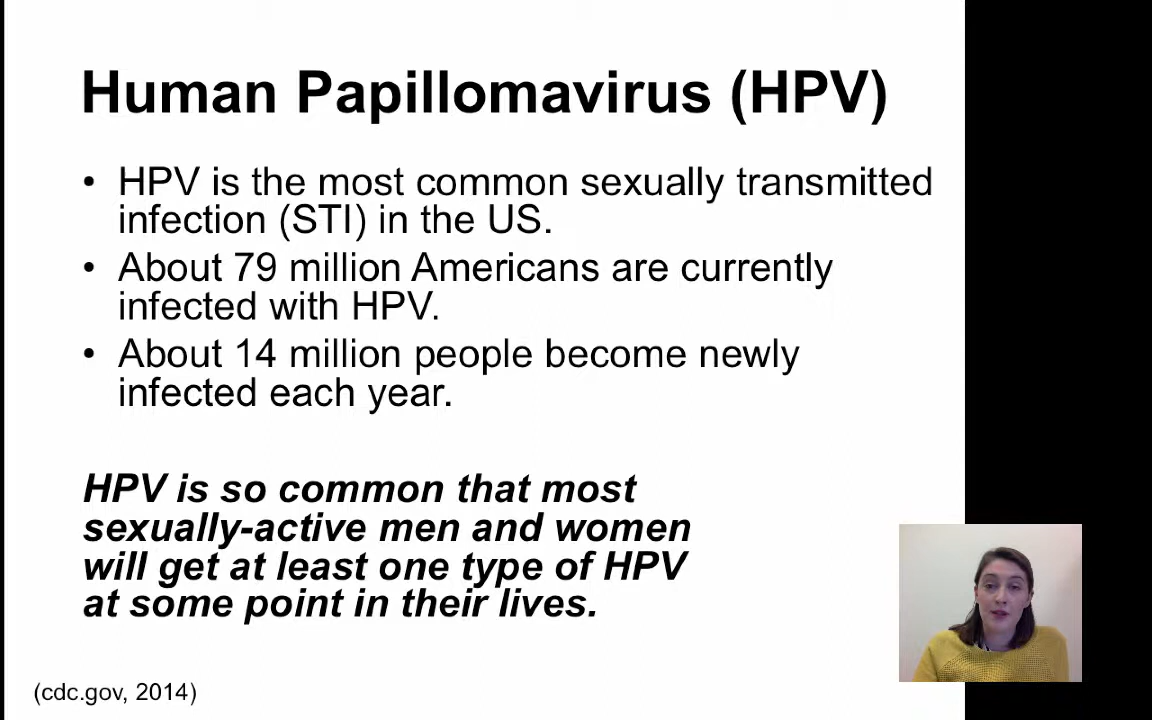 Human Papillomavirus (HPV)
• HPV is the most common sexually transmitted
infection (STI) in the US.
• About 79 million Americans are currently
infected with HPV.
• About 14 million people become newly
infected each year.
HPV is so common that most
sexually-active men and women
will get at least one type of HPV
at some point in their lives.
(cdc.gov, 2014)